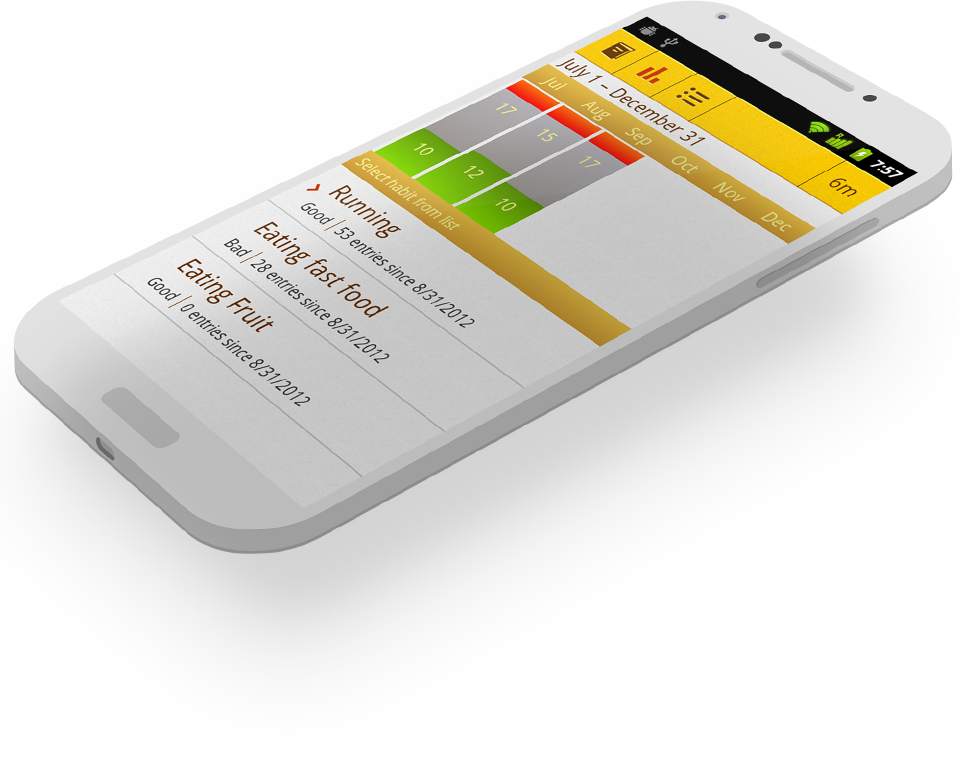 7:57
6m
July 1 – December 31
Jul Aug Sep Oct Nov Dec
17 15 17
10 12 10
Select habit from list
Running
Good | 53 entries since 8/31/2012
Eating fast food
Bad | 28 entries since 8/31/2012
Eating Fruit
Good | 0 entries since 8/31/2012